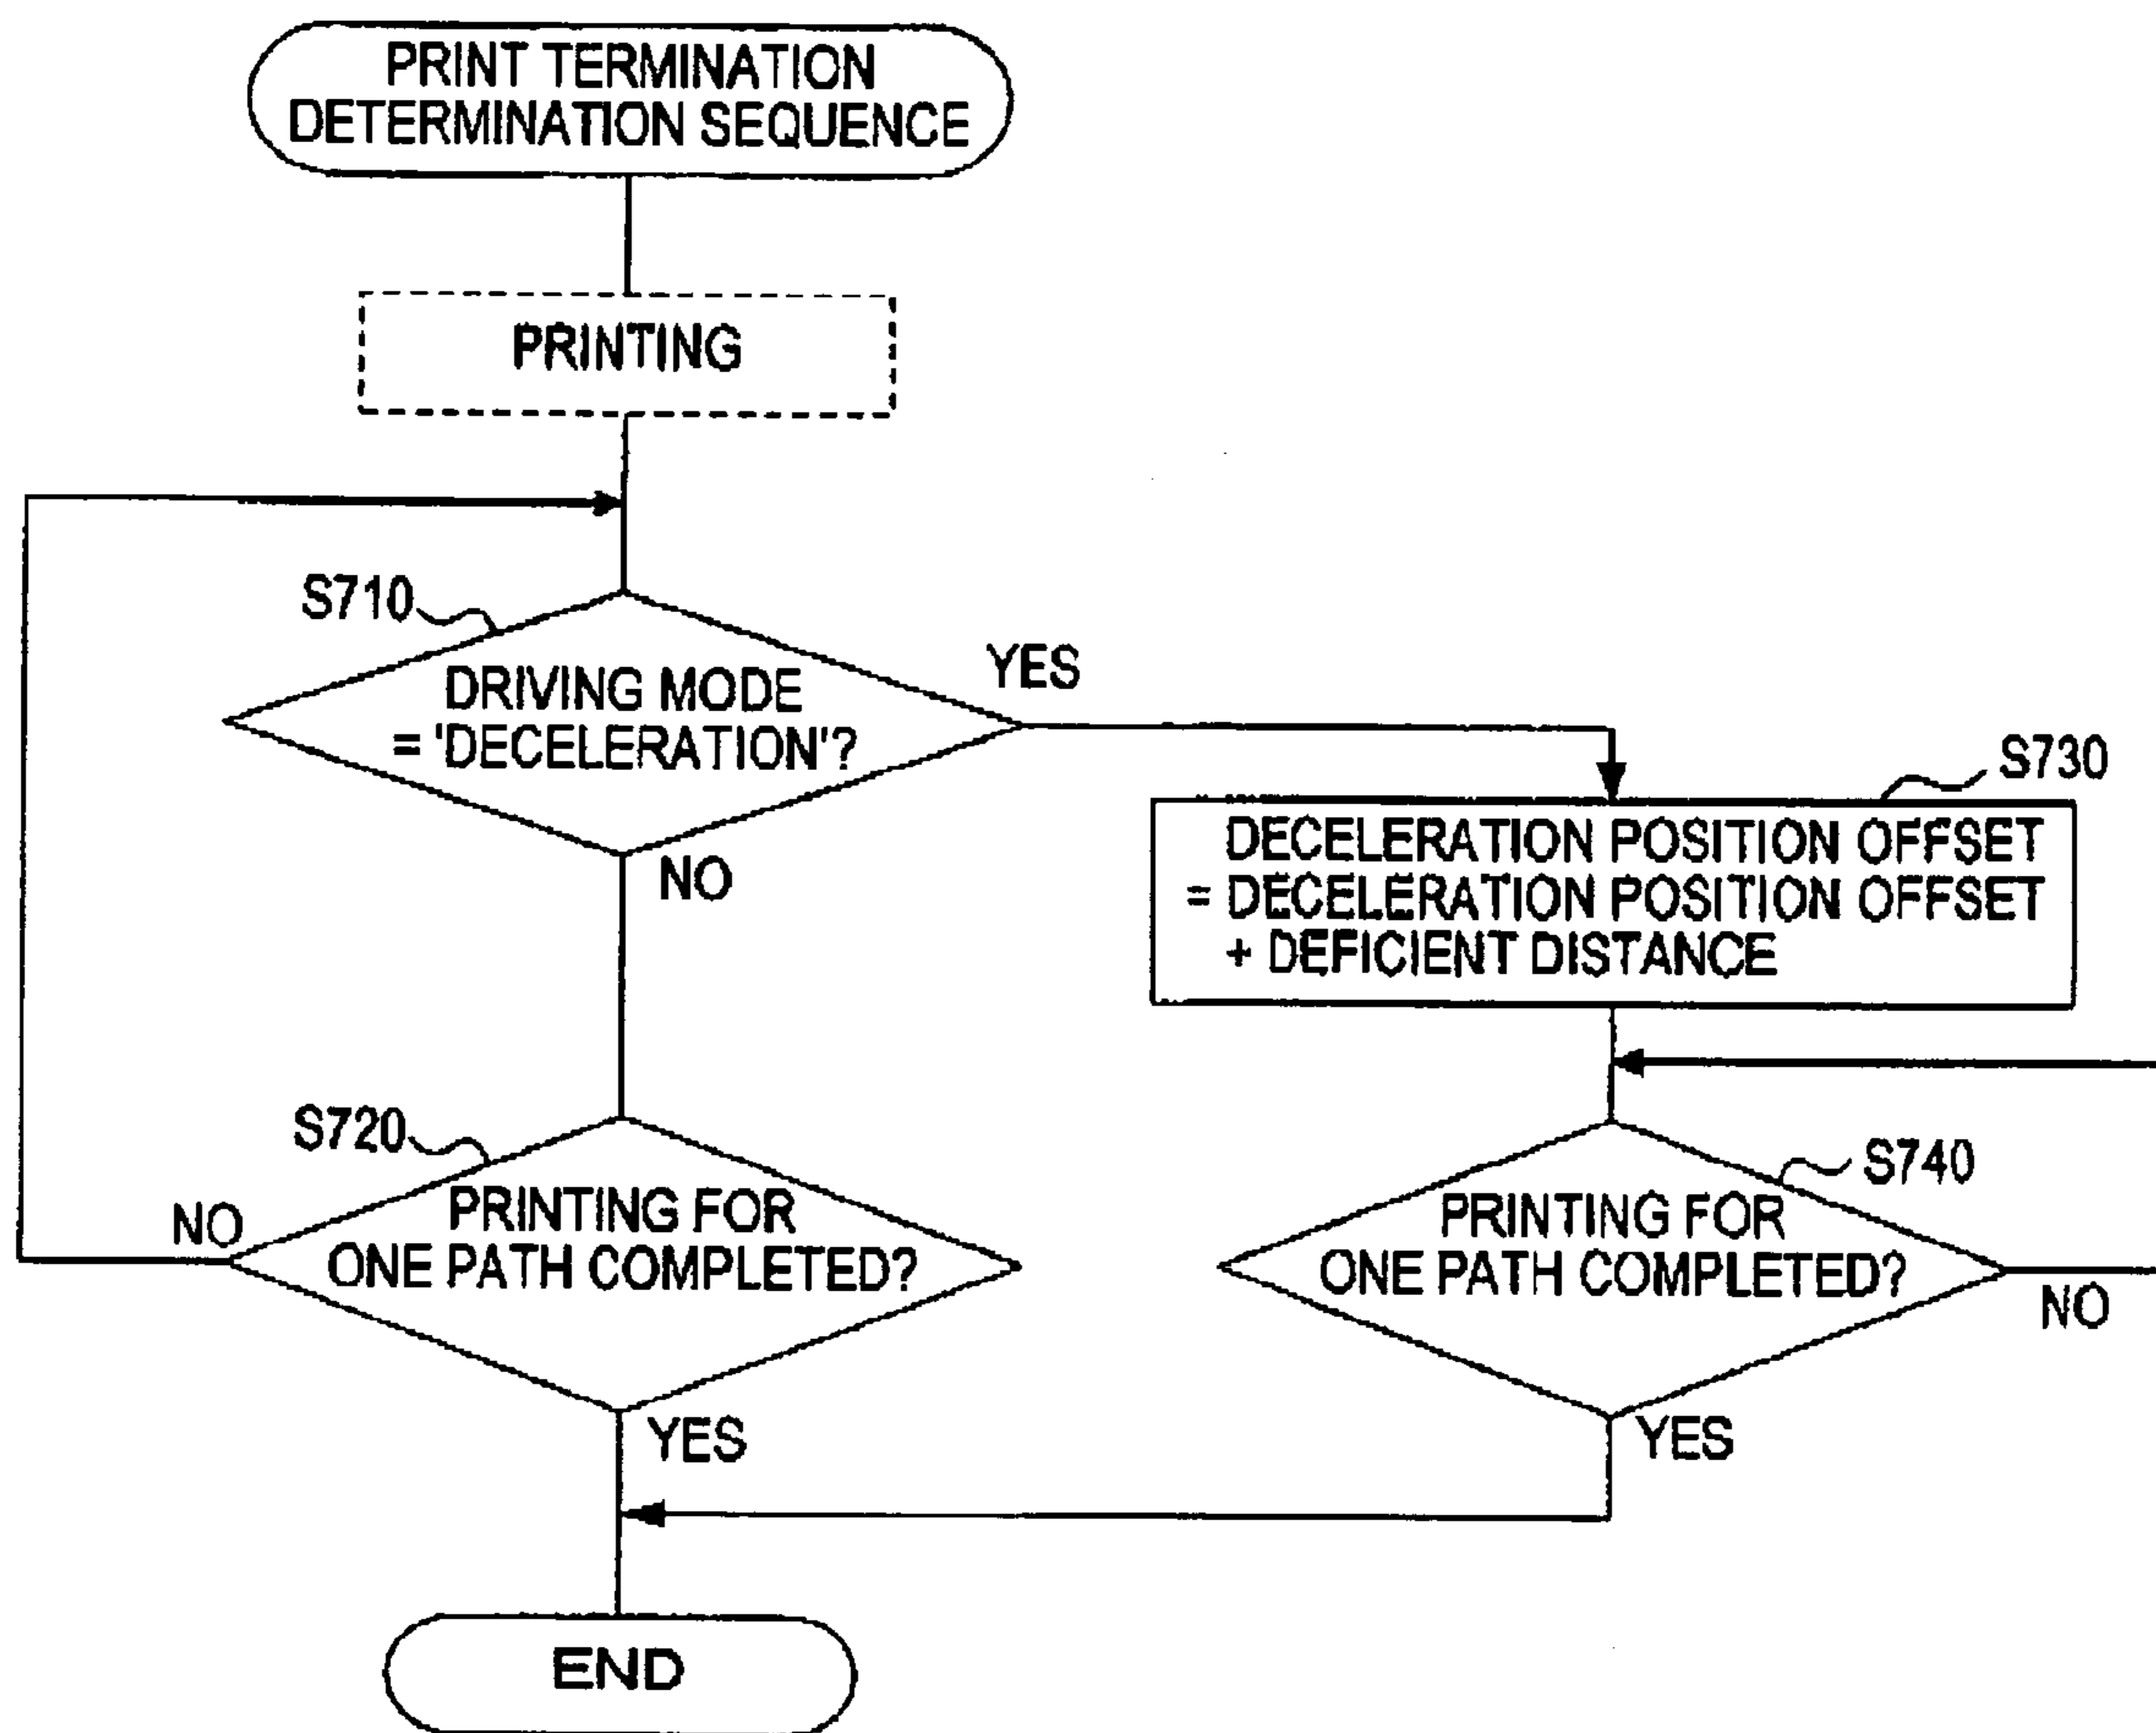 PRINT TERMINATION
DETERMINATION SEQUENCE
PRINTING
S710
DRIVING MODE
= 'DECELERATION'?
YES
NO
S730
DECELERATION POSITION OFFSET
= DECELERATION POSITION OFFSET
+ DEFICIENT DISTANCE
S720
PRINTING FOR
ONE PATH COMPLETED?
NO
YES
S740
PRINTING FOR
ONE PATH COMPLETED?
NO
YES
END